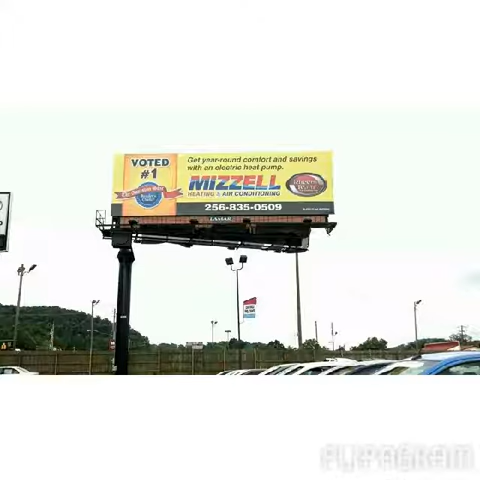 VOTED
#1
Get year-round comfort and savings
with an electric heat pump.
MIZZELL
HEATING & AIR CONDITIONING
256-835-0509
LAMAR
FLIPAGRAM